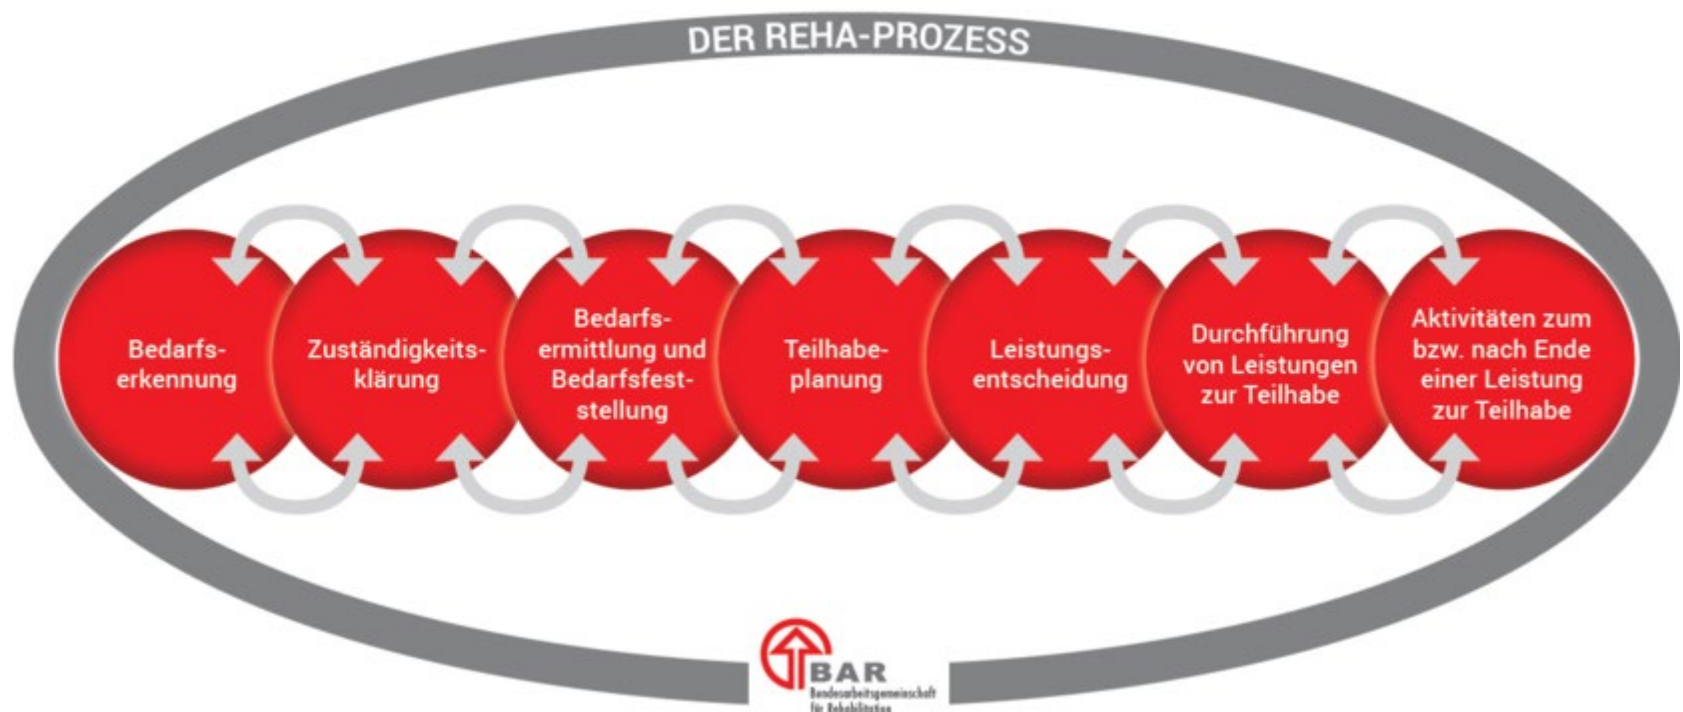 DER REHA-PROZESS
Bedarfs-
erkennung
Zuständigkeits-
klärung
Bedarfs-
ermittlung und
Bedarfsfest-
stellung
Teilhabe-
planung
Leistungs-
entscheidung
Durchführung
von Leistungen
zur Teilhabe
Aktivitäten zum
bzw. nach Ende
einer Leistung
zur Teilhabe
BAR
Bundesarbeitsgemeinschaft
für Rehabilitation